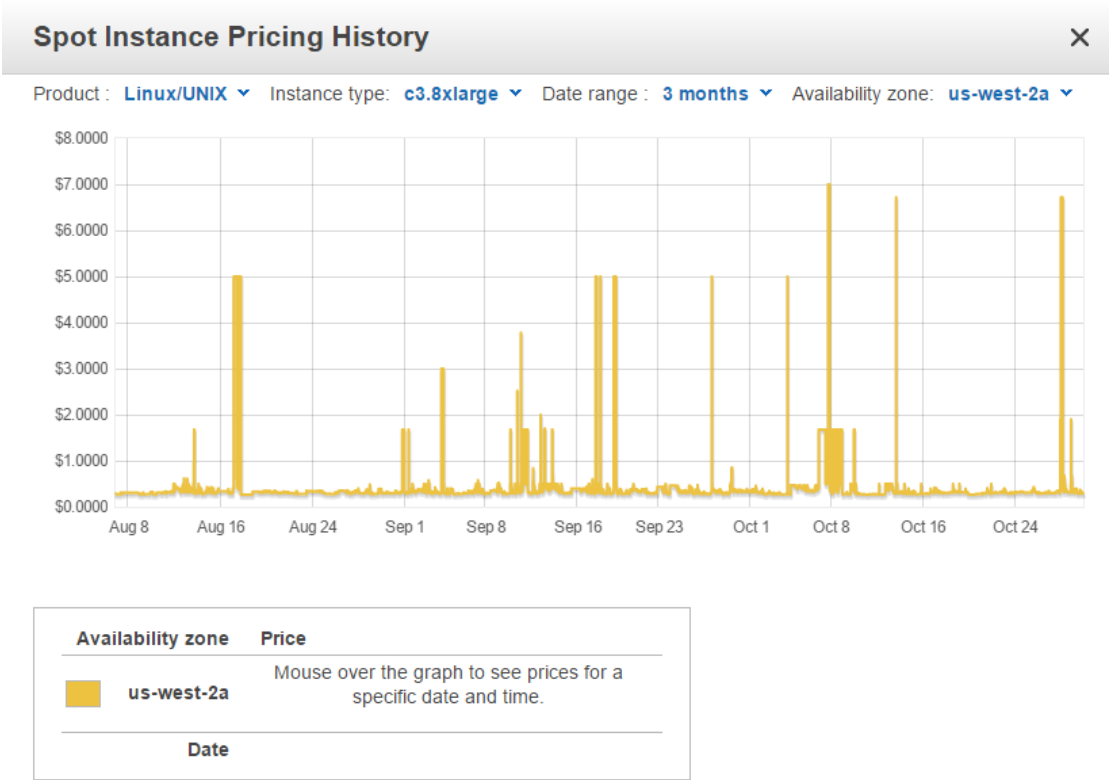 Spot Instance Pricing History ×
Product : Linux/UNIX Instance type: c3.8xlarge Date range : 3 months Availability zone: us-west-2a
$8.0000
$7.0000
$6.0000
$5.0000
$4.0000
$3.0000
$2.0000
$1.0000
$0.0000
Aug 8 Aug 16 Aug 24 Sep 1 Sep 8 Sep 16 Sep 23 Oct 1 Oct 8 Oct 16 Oct 24
Availability zone Price
Mouse over the graph to see prices for a
us-west-2a
specific date and time.
Date